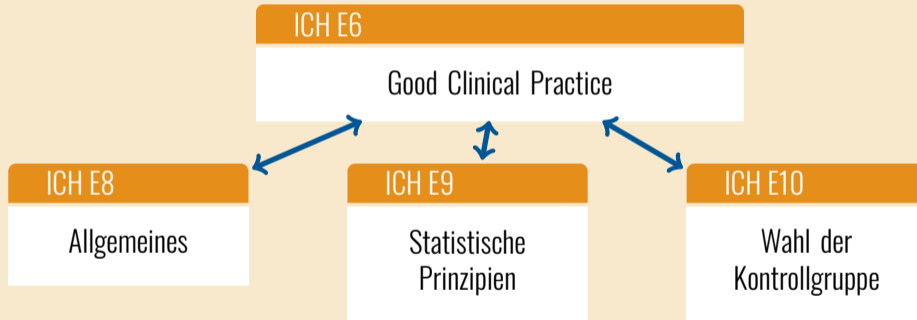 ICH E6
Good Clinical Practice
ICH E8
Allgemeines
ICH E9
Statistische
Prinzipien
ICH E10
Wahl der
Kontrollgruppe